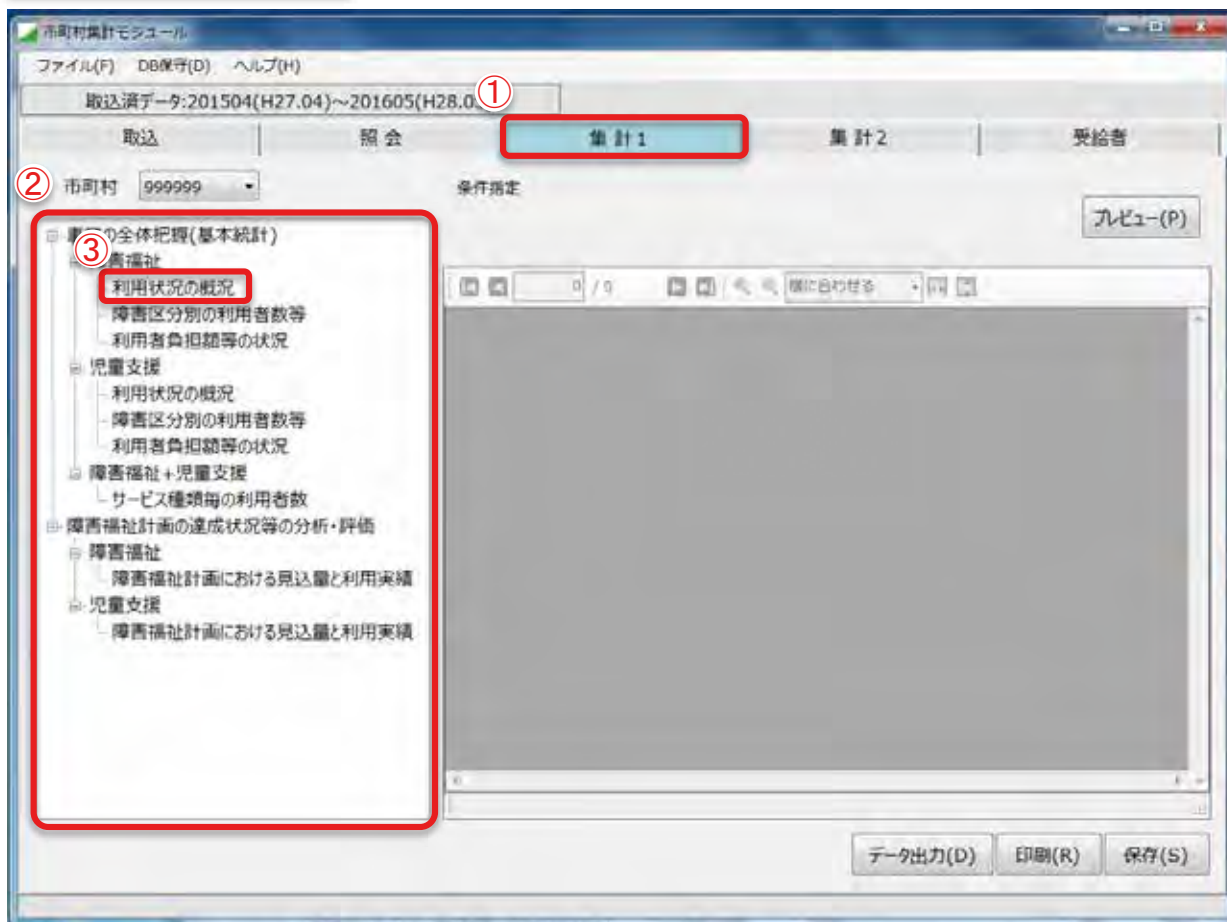 市町村集計モジュール
ファイル(F) DB保守(D) ヘルプ(H)
取込済データ:201504(H27.04)～201605(H28.0
①
取込 照会 集計1 集計2 受給者
② 市町村 999999 条件指定
プレビュー(P)
の全体把握(基本統計)
③
害福祉
利用状況の概況
0 / 0 幅に合わせる
障害区分別の利用者数等
利用者負担額等の状況
児童支援
利用状況の概況
障害区分別の利用者数等
利用者負担額等の状況
障害福祉+児童支援
サービス種類毎の利用者数
障害福祉計画の達成状況等の分析・評価
障害福祉
障害福祉計画における見込量と利用実績
児童支援
障害福祉計画における見込量と利用実績
データ出力(D) 印刷(R) 保存(S)